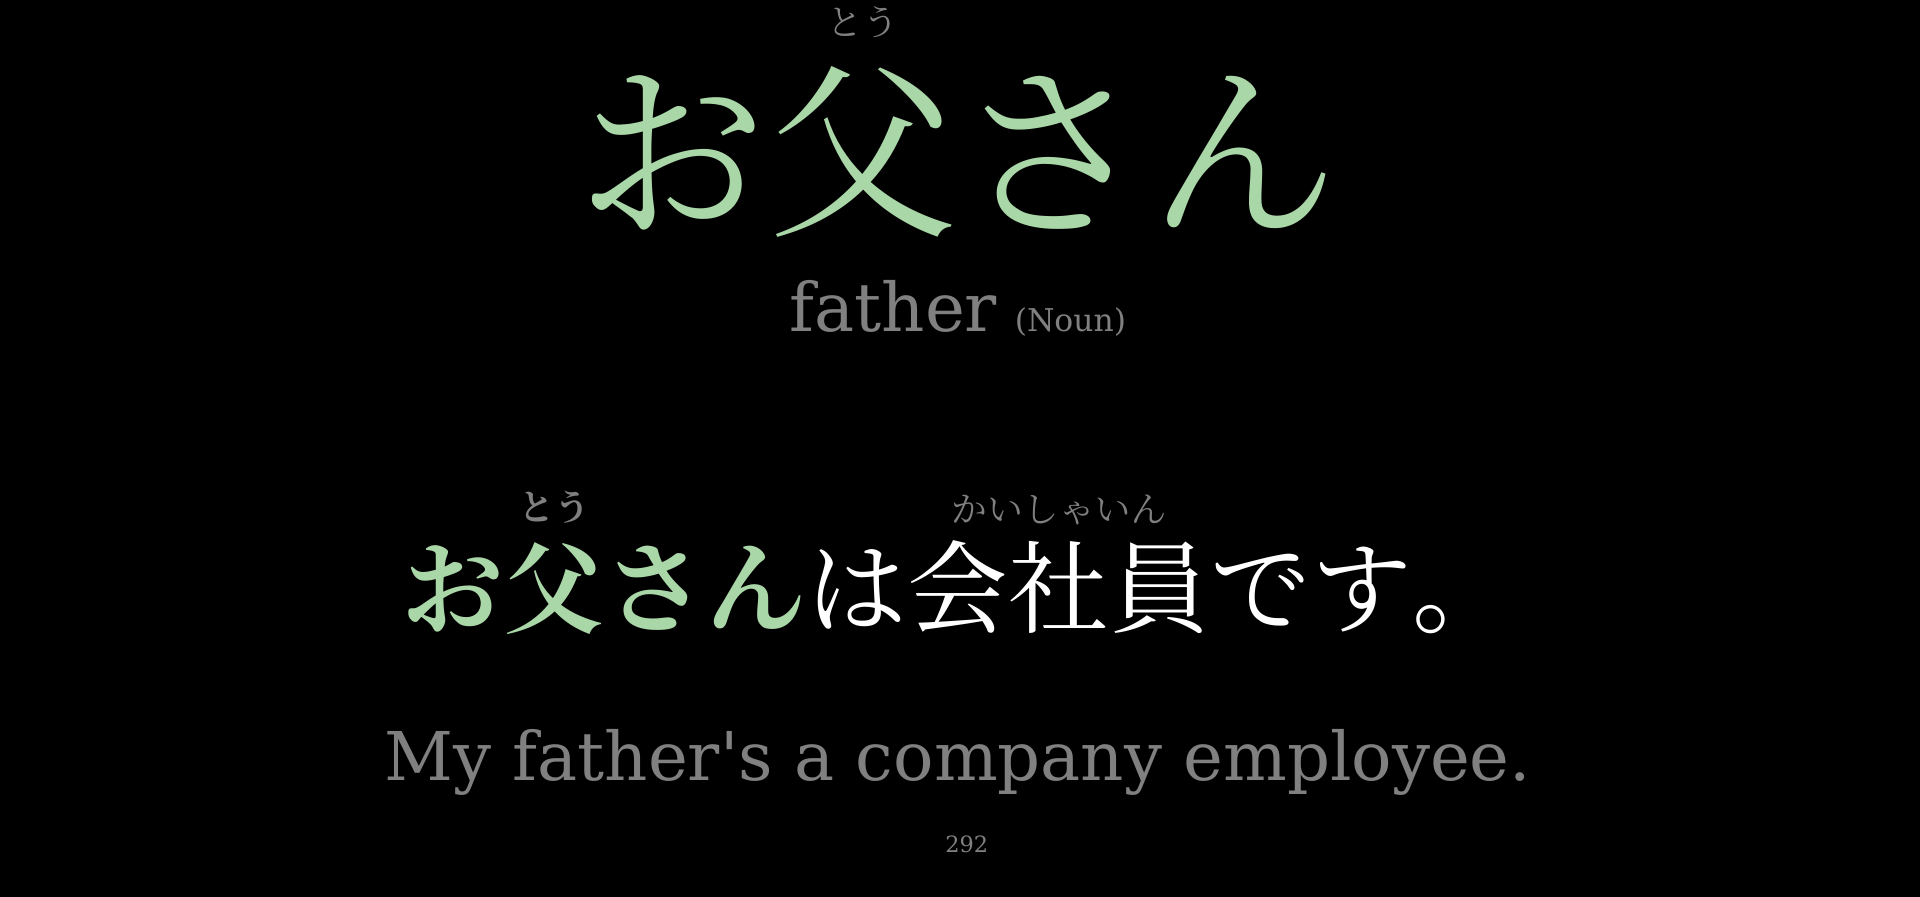 とう
お父さん
father (Noun)
とう かいしゃいん
お父さんは会社員です。
My father's a company employee.
292